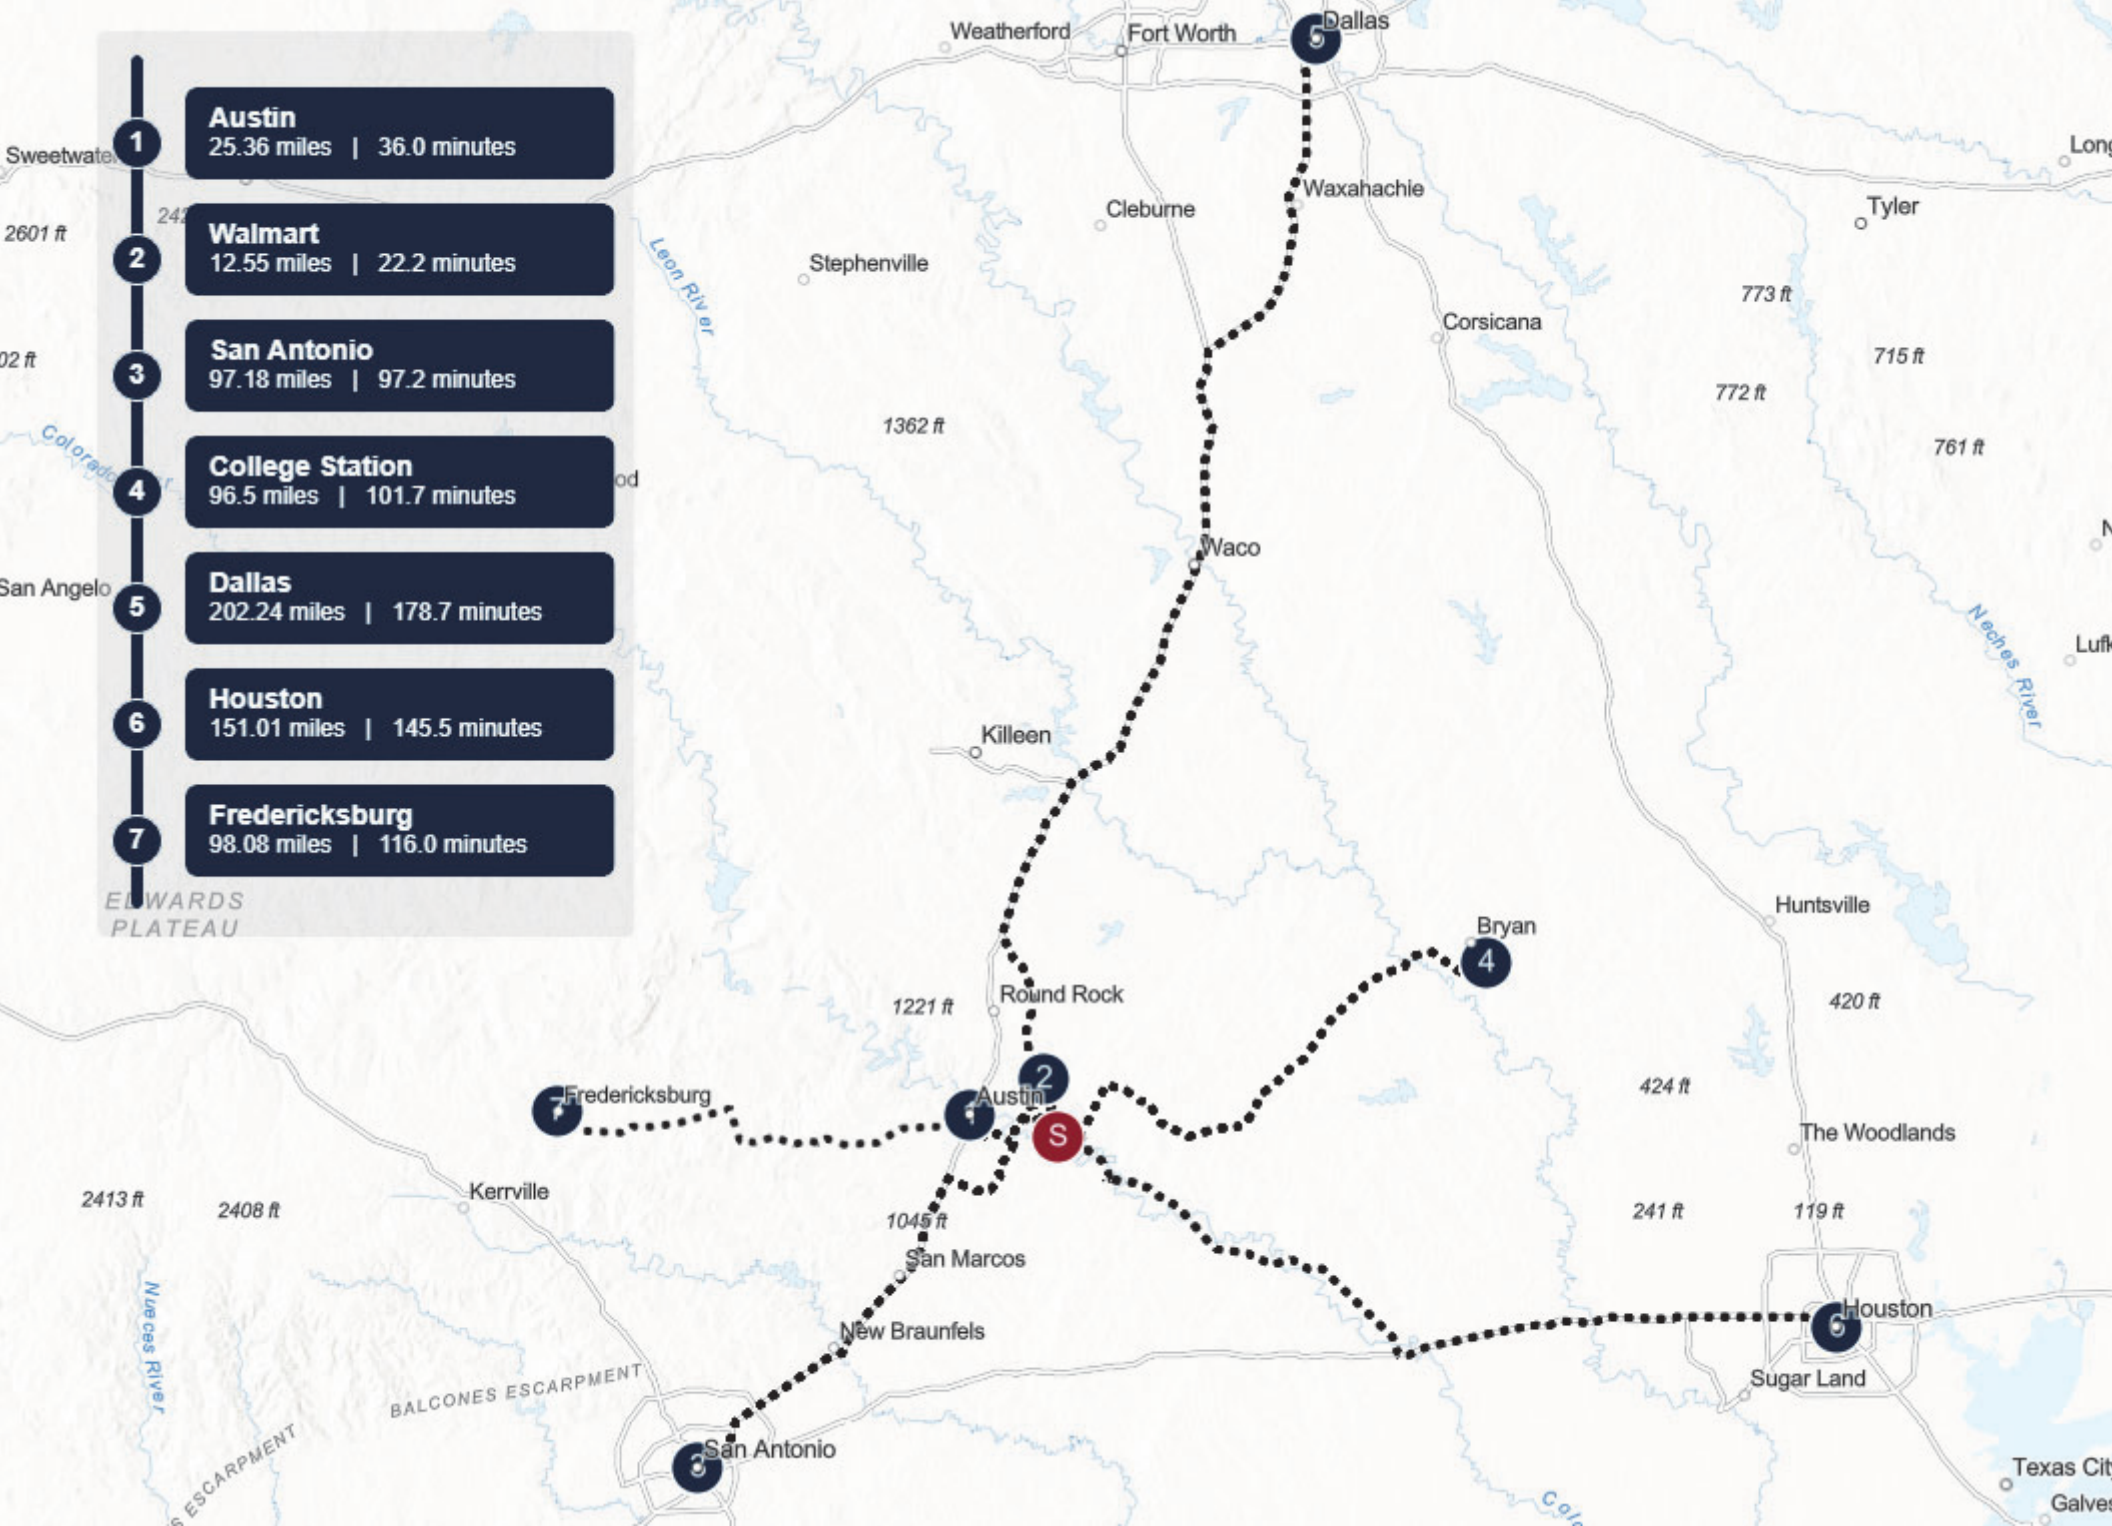 1
Austin
25.36 miles | 36.0 minutes
2
Walmart
12.55 miles | 22.2 minutes
3
San Antonio
97.18 miles | 97.2 minutes
4
College Station
96.5 miles | 101.7 minutes
5
Dallas
202.24 miles | 178.7 minutes
6
Houston
151.01 miles | 145.5 minutes
7
Fredericksburg
98.08 miles | 116.0 minutes
Weatherford
Fort Worth
5
Dallas
Waxahachie
Cleburne
Tyler
2601 ft
Leon River
Stephenville
773 ft
Corsicana
715 ft
772 ft
1362 ft
761 ft
San Angelo
Waco
Neches River
Killeen
EDWARDS
PLATEAU
Huntsville
Bryan
4
1221 ft
Round Rock
420 ft
2
424 ft
7
Fredericksburg
1
Austin
S
The Woodlands
Kerrville
2413 ft
2408 ft
1045 ft
241 ft
119 ft
San Marcos
Nueces River
New Braunfels
6
Houston
BALCONES ESCARPMENT
Sugar Land
ESCARPMENT
3
San Antonio